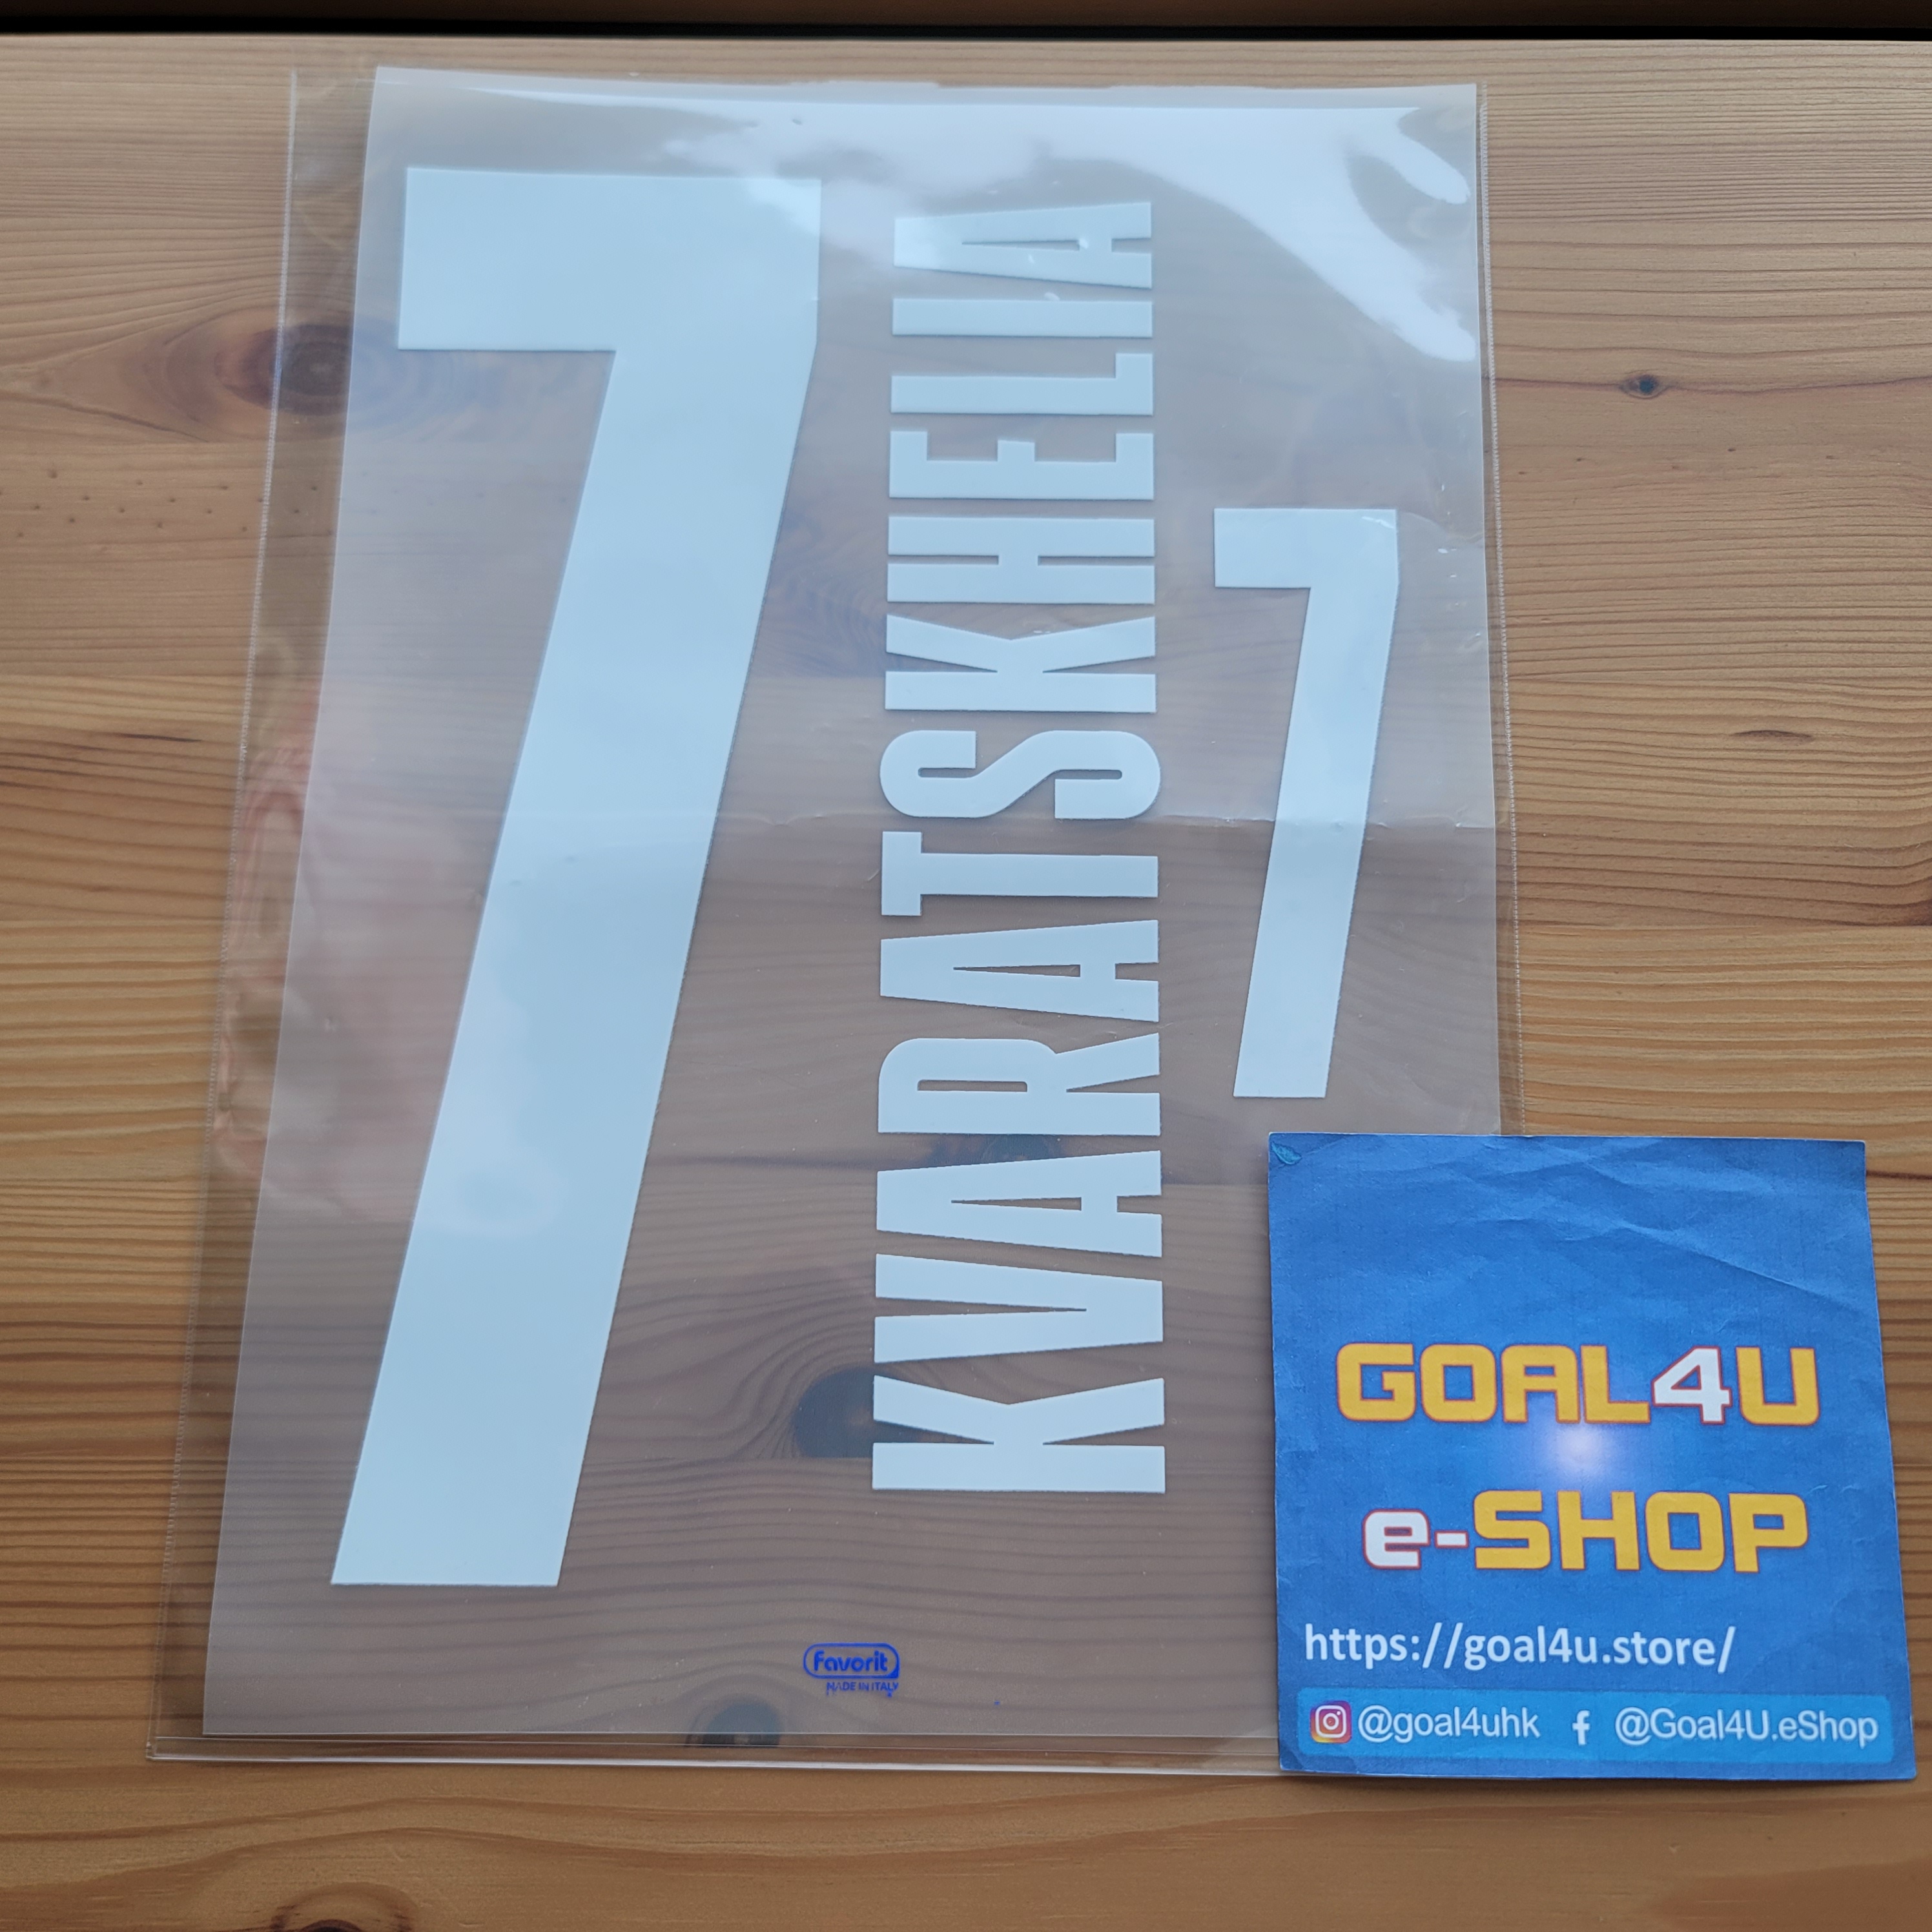 7
KVARATSKHELIA
7
Favorit
MADE IN ITALY
GOAL4U
e-SHOP
https://goal4u.store/
@goal4uhk f @Goal4U.eShop